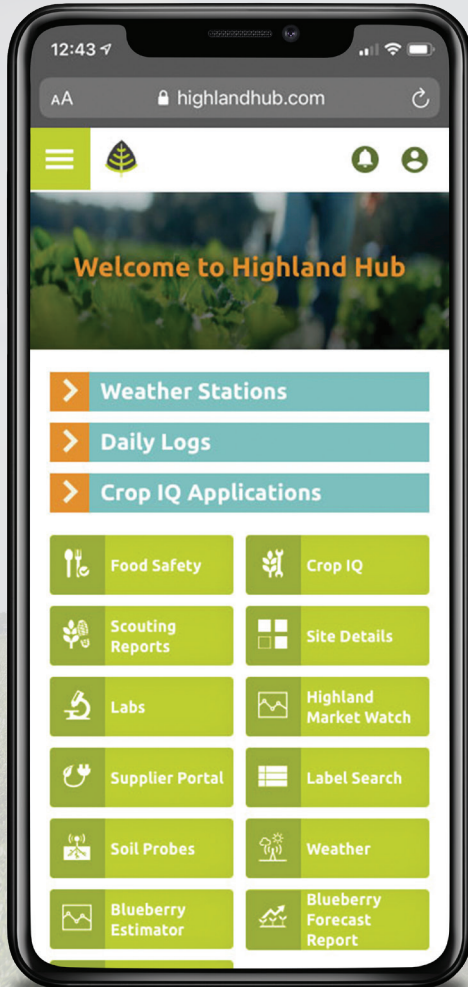 12:43
AA highlandhub.com
Welcome to Highland Hub
Weather Stations
Daily Logs
Crop IQ Applications
Food Safety
Crop IQ
Scouting
Reports
Site Details
Labs
Highland
Market Watch
Supplier Portal
Label Search
Soil Probes
Weather
Blueberry
Estimator
Blueberry
Forecast
Report